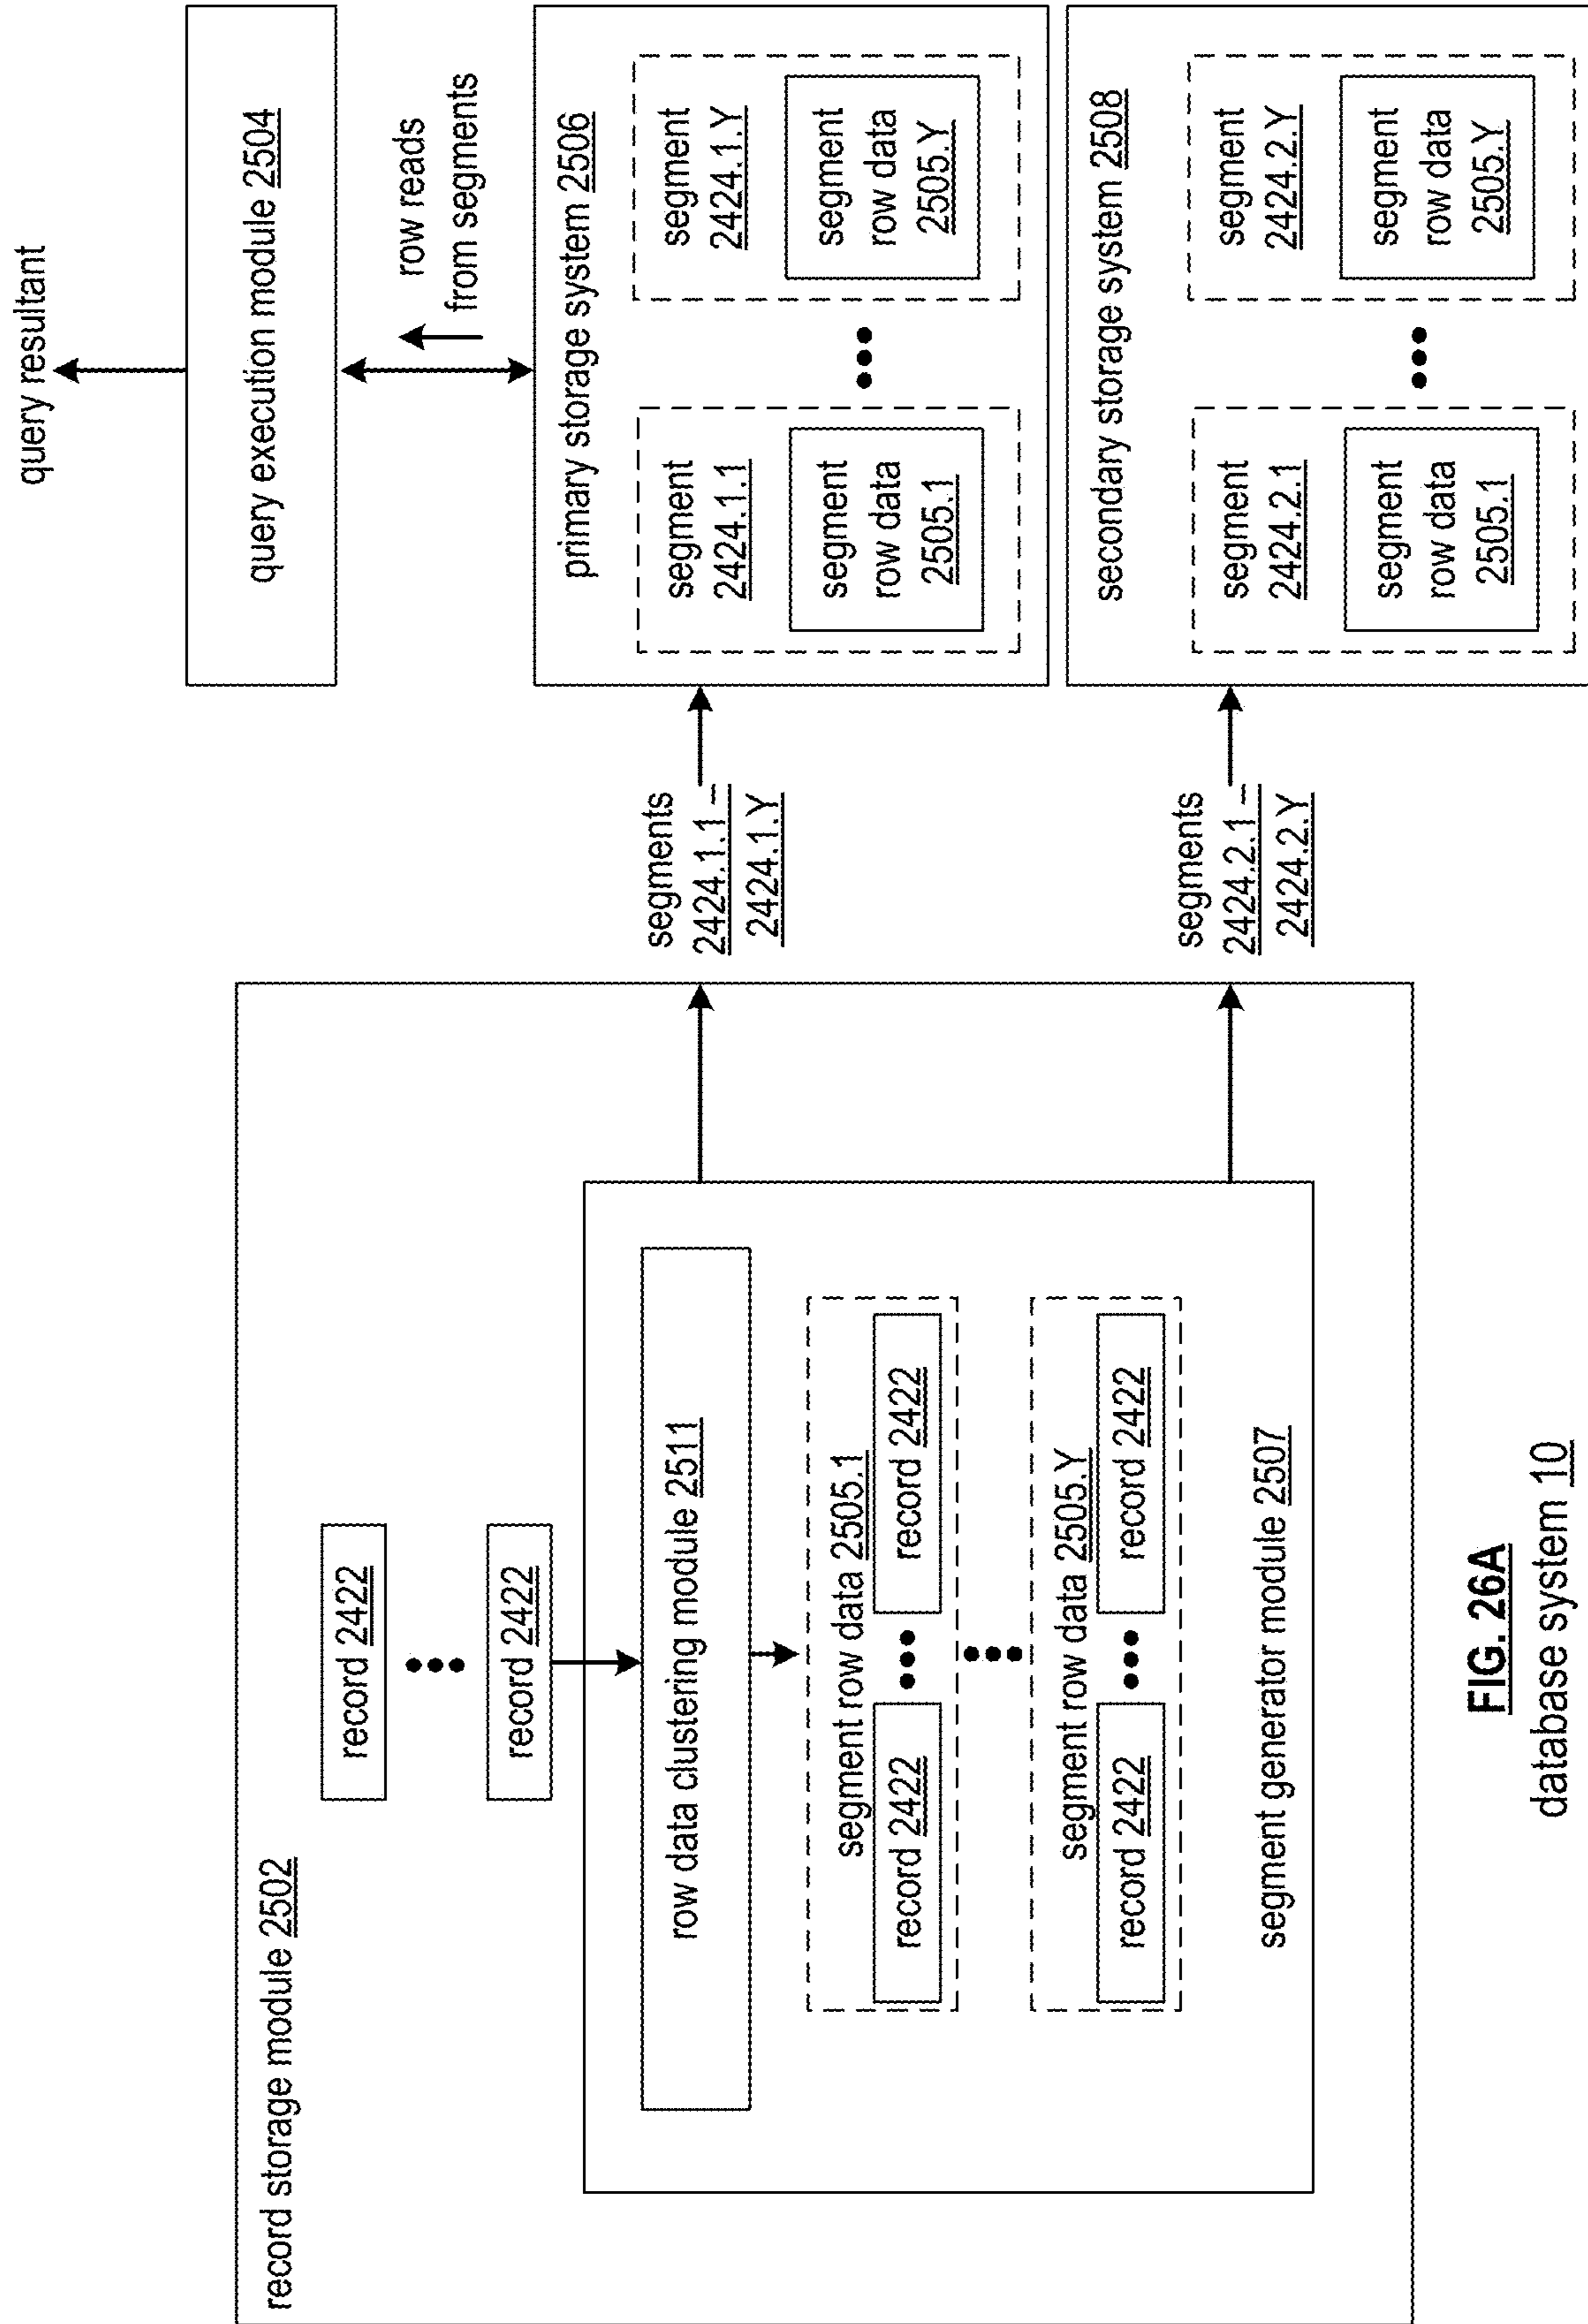 record storage module 2502
record 2422
record 2422
row data clustering module 2511
segment row data 2505.1
record 2422
record 2422
segment row data 2505.Y
record 2422
record 2422
segment generator module 2507
segments
2424.1.1 –
2424.1.Y
segments
2424.2.1 –
2424.2.Y
query resultant
query execution module 2504
row reads
from segments
primary storage system 2506
segment
2424.1.1
segment
row data
2505.1
segment
2424.1.Y
segment
row data
2505.Y
secondary storage system 2508
segment
2424.2.1
segment
row data
2505.1
segment
2424.2.Y
segment
row data
2505.Y
FIG. 26A
database system 10